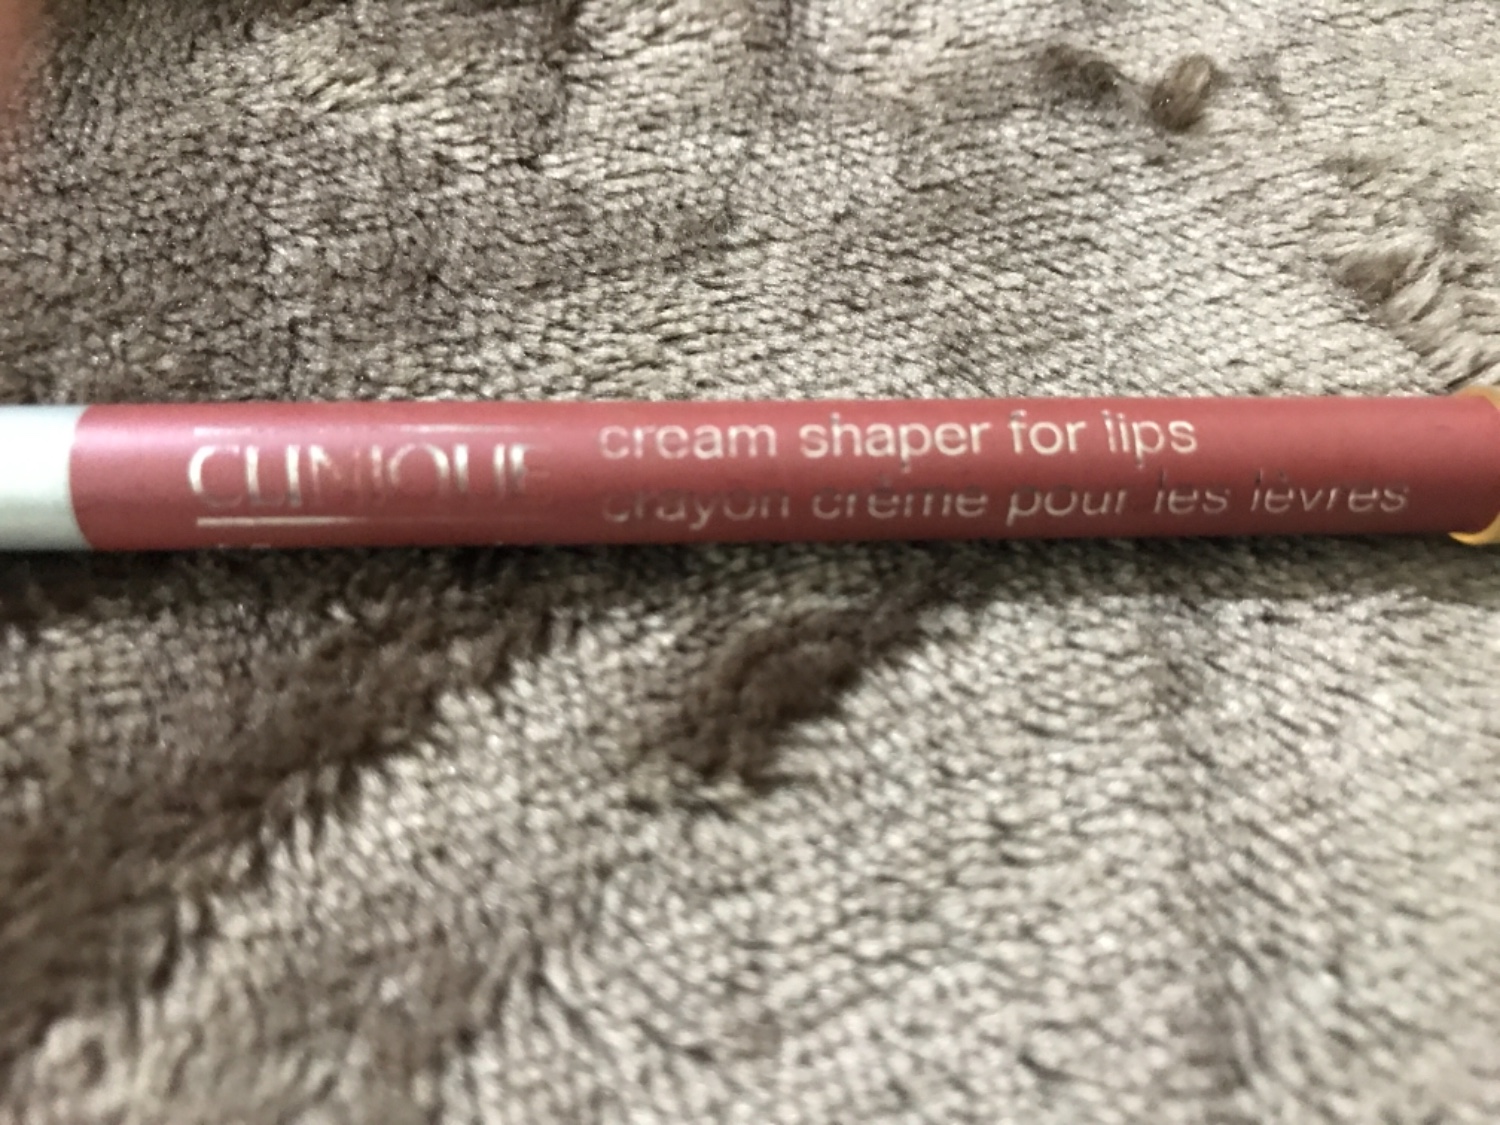 CLINIQUE
cream shaper for lips
crayon crème pour les lèvres